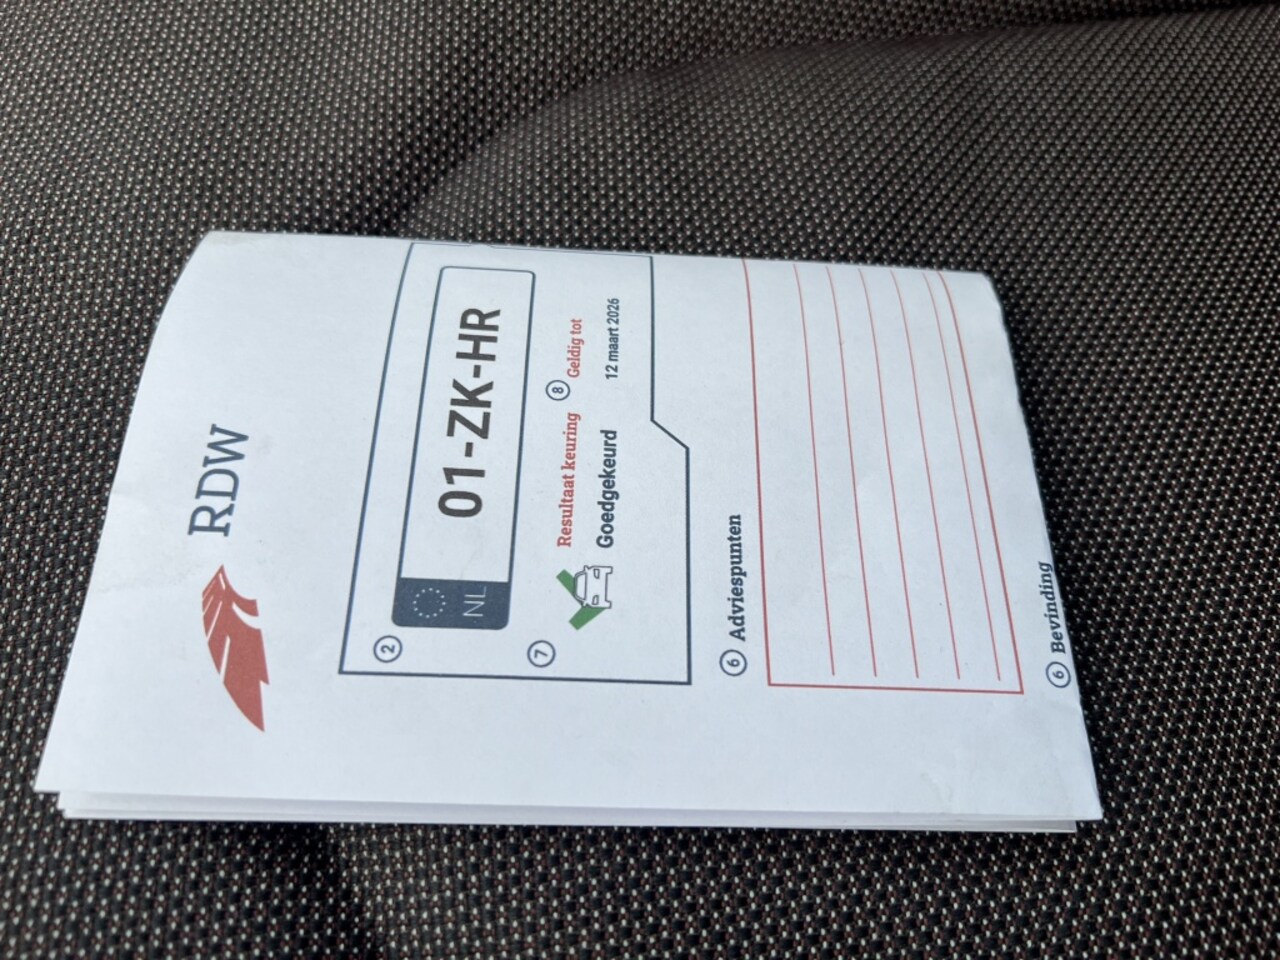 RDW
2
NL 01-ZK-HR
7 Resultaat keuring
Goedgekeurd
8 Geldig tot
12 maart 2026
6 Adviespunten
6 Bevinding